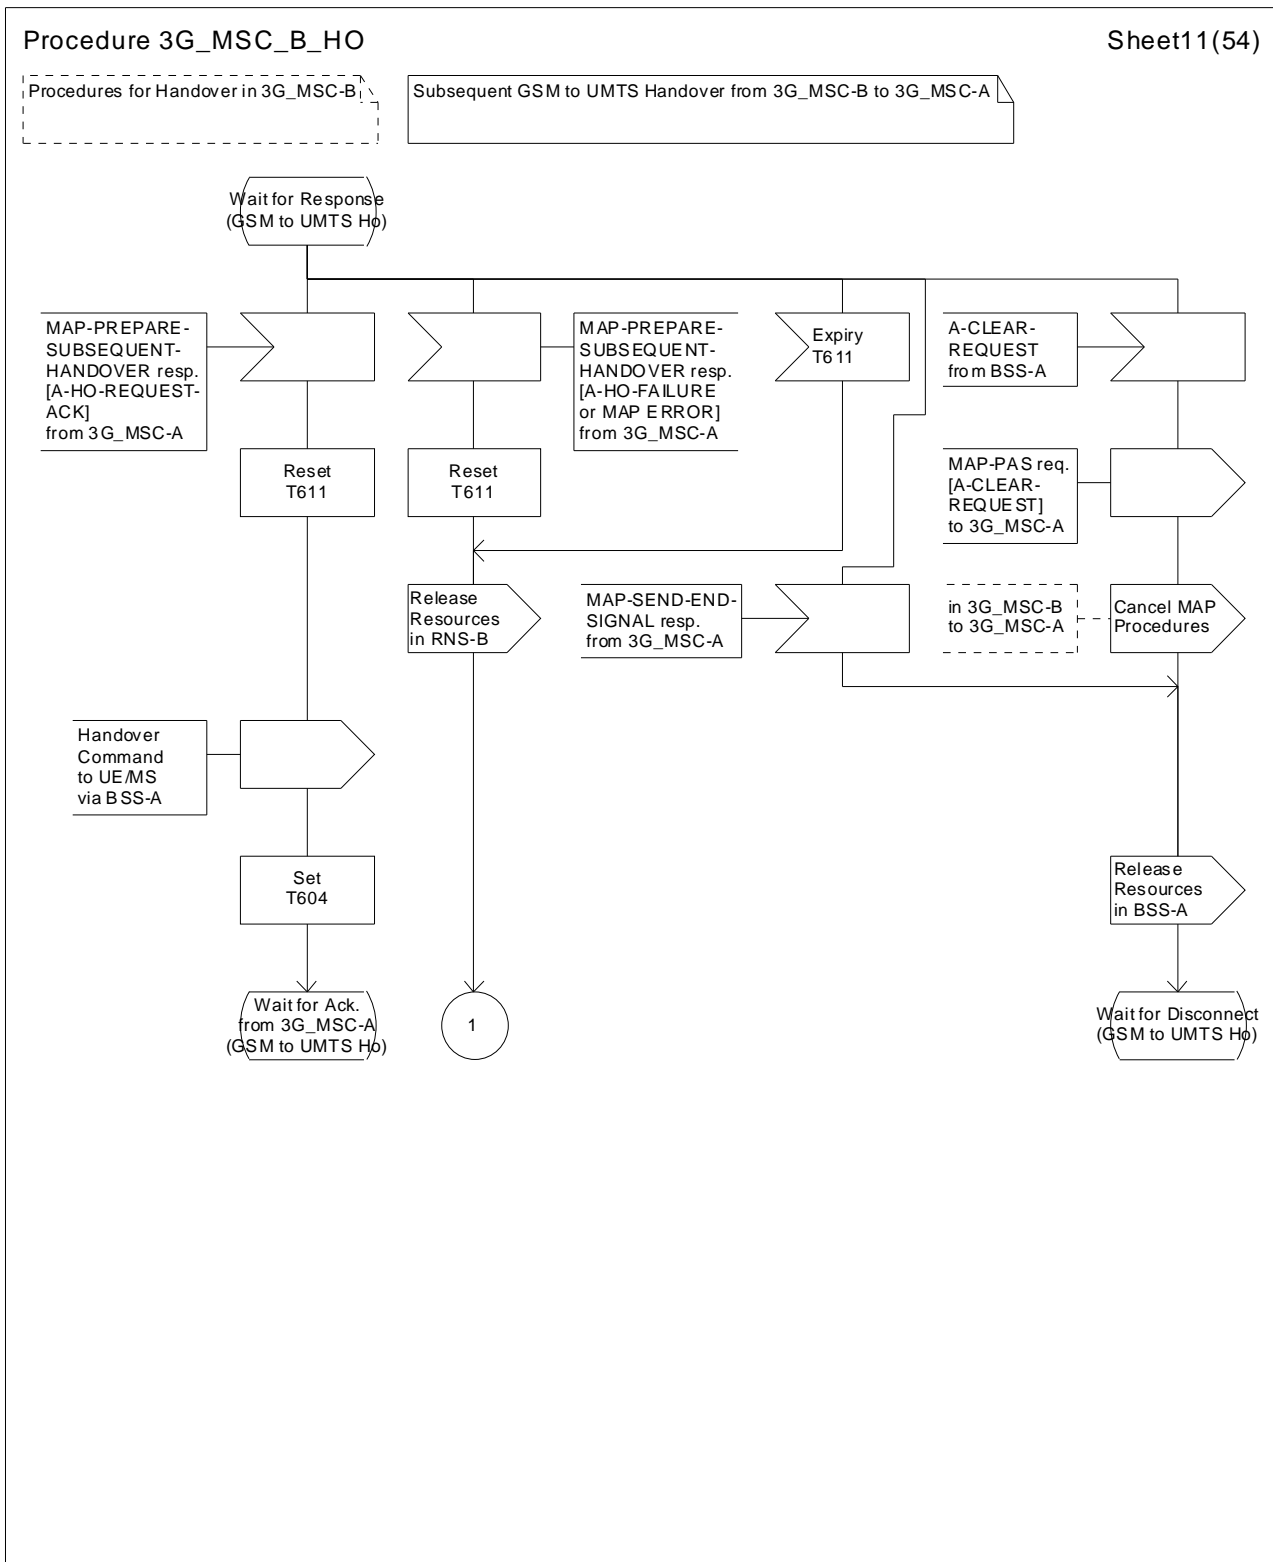 Procedure 3G_MSC_B_HO
Sheet11(54)
Procedures for Handover in 3G_MSC-B
Subsequent GSM to UMTS Handover from 3G_MSC-B to 3G_MSC-A
Wait for Response
(GSM to UMTS Ho)
MAP-PREPARE-
SUBSEQUENT-
HANDOVER resp.
[A-HO-REQUEST-
ACK]
from 3G_MSC-A
MAP-PREPARE-
SUBSEQUENT-
HANDOVER resp.
[A-HO-FAILURE
or MAP ERROR]
from 3G_MSC-A
Expiry
T611
A-CLEAR-
REQUEST
from BSS-A
Reset
T611
Reset
T611
MAP-PAS req.
[A-CLEAR-
REQUEST]
to 3G_MSC-A
Release
Resources
in RNS-B
MAP-SEND-END-
SIGNAL resp.
from 3G_MSC-A
in 3G_MSC-B
to 3G_MSC-A
Cancel MAP
Procedures
Handover
Command
to UE/MS
via BSS-A
Set
T604
Release
Resources
in BSS-A
Wait for Ack.
from 3G_MSC-A
(GSM to UMTS Ho)
1
Wait for Disconnect
(GSM to UMTS Ho)